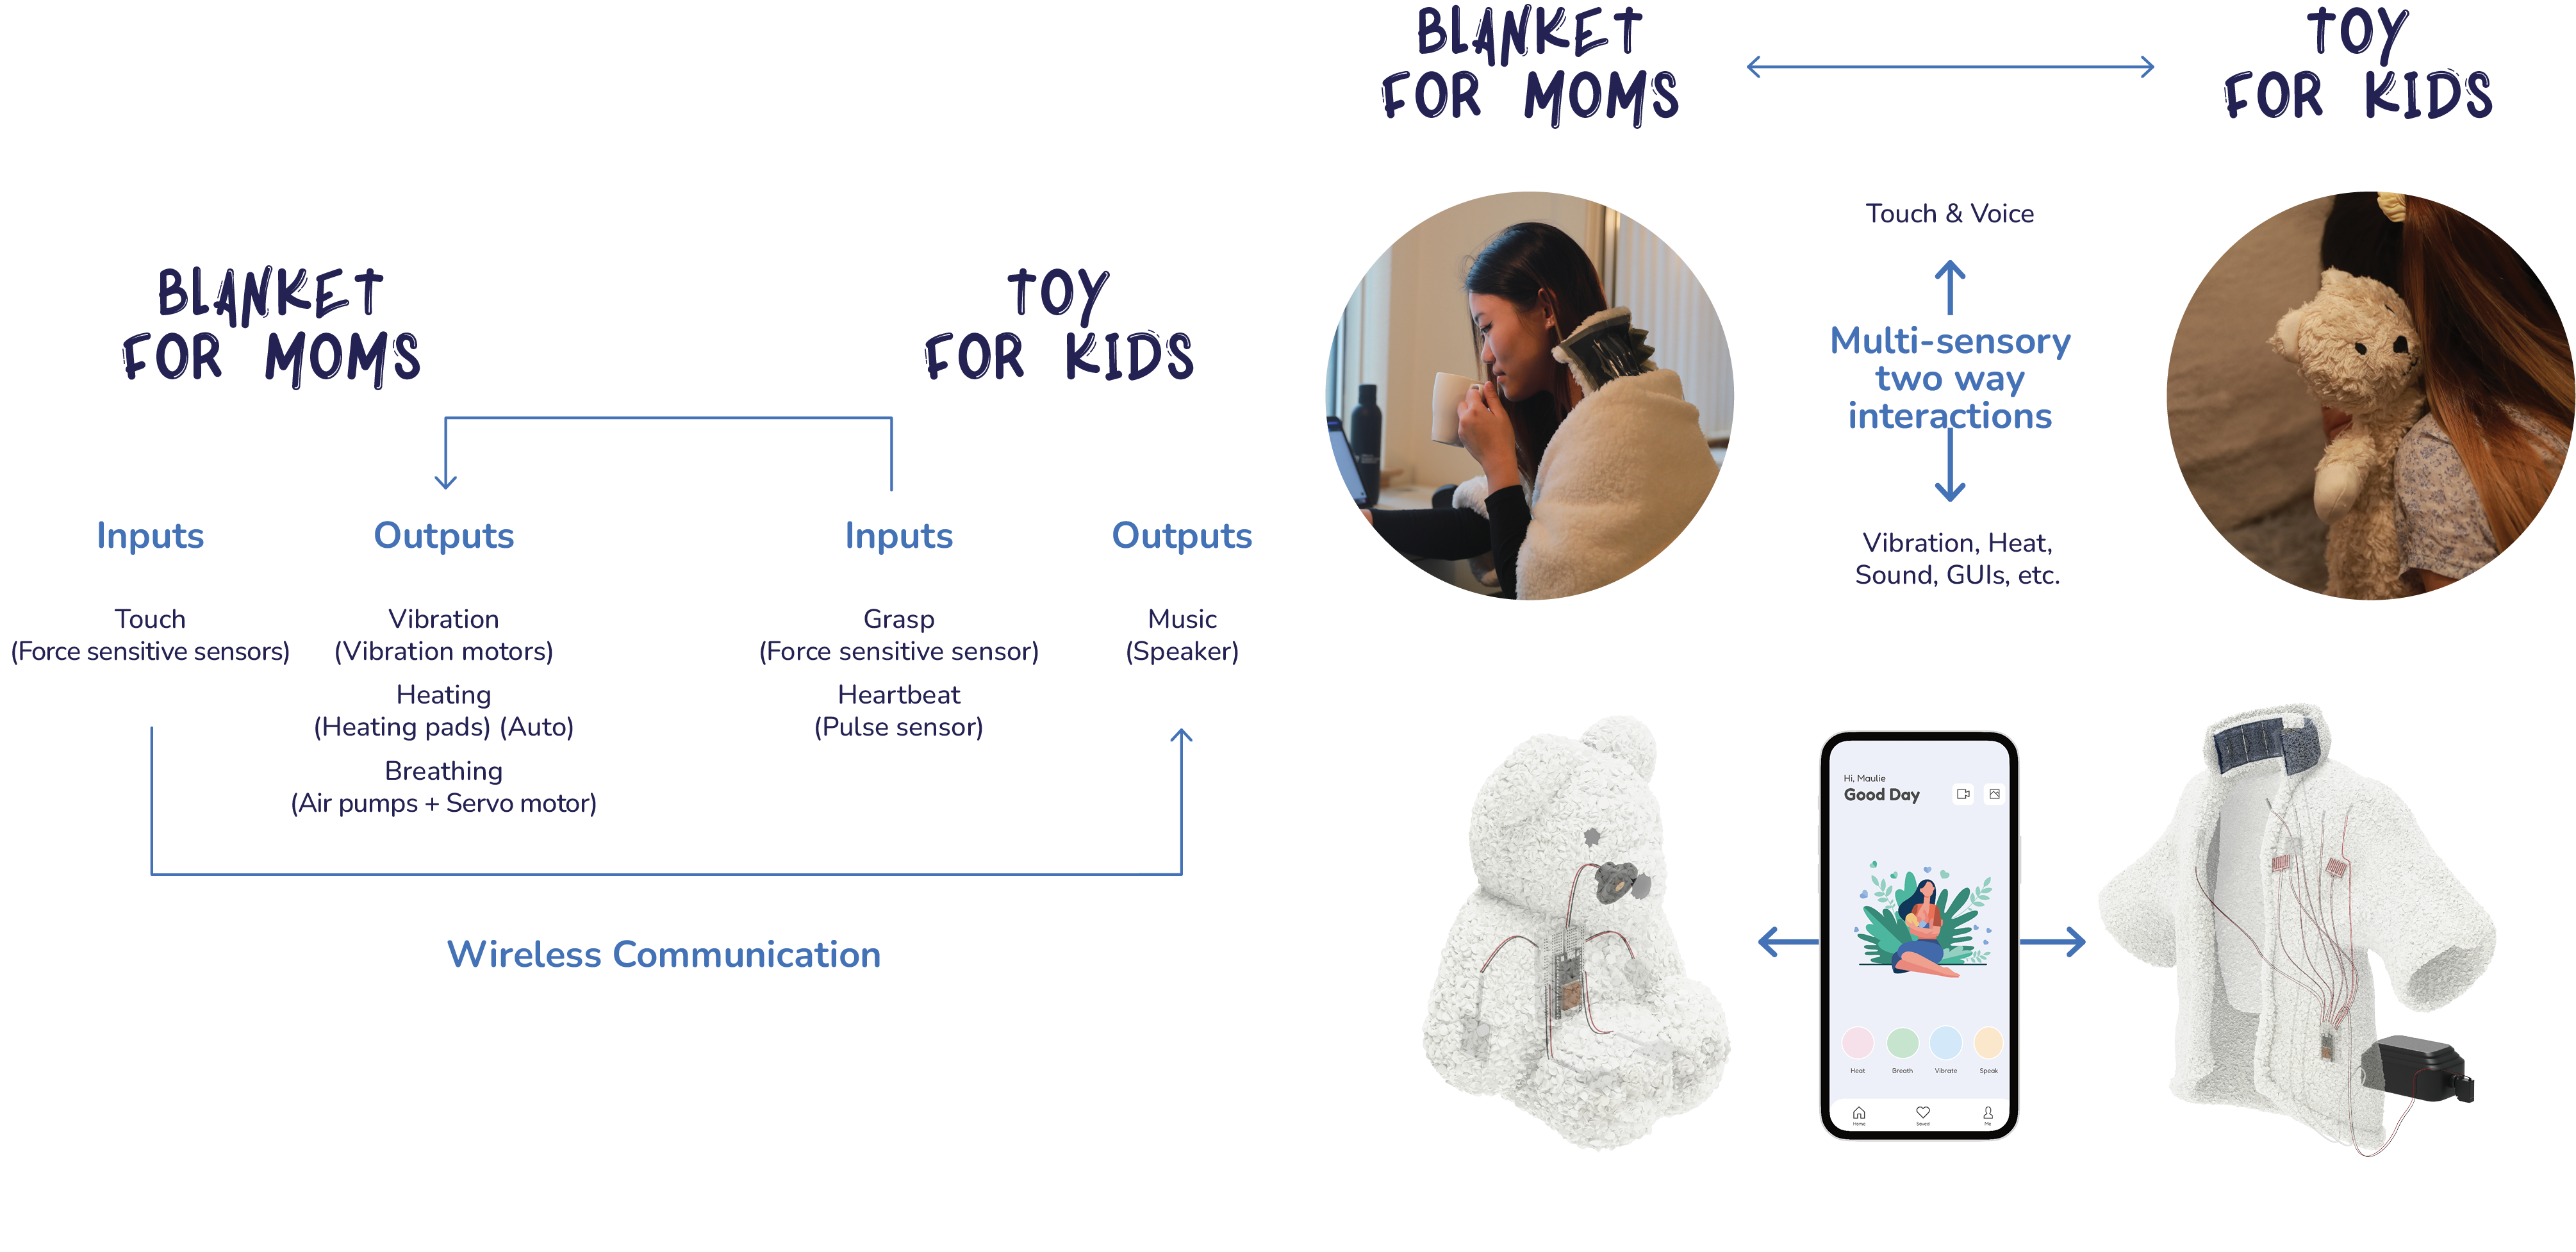 BLANKET
FOR MOMS
TOY
FOR KIDS
Inputs
Outputs
Inputs
Outputs
Touch
(Force sensitive sensors)
Vibration
(Vibration motors)
Heating
(Heating pads) (Auto)
Breathing
(Air pumps + Servo motor)
Grasp
(Force sensitive sensor)
Heartbeat
(Pulse sensor)
Music
(Speaker)
Wireless Communication
BLANKET
FOR MOMS
TOY
FOR KIDS
Touch & Voice
Multi-sensory
two way
interactions
Vibration, Heat,
Sound, GUIs, etc.
Hi, Maulie
Good Day
Heat
Breath
Vibrate
Speak
Home
Saved
Me